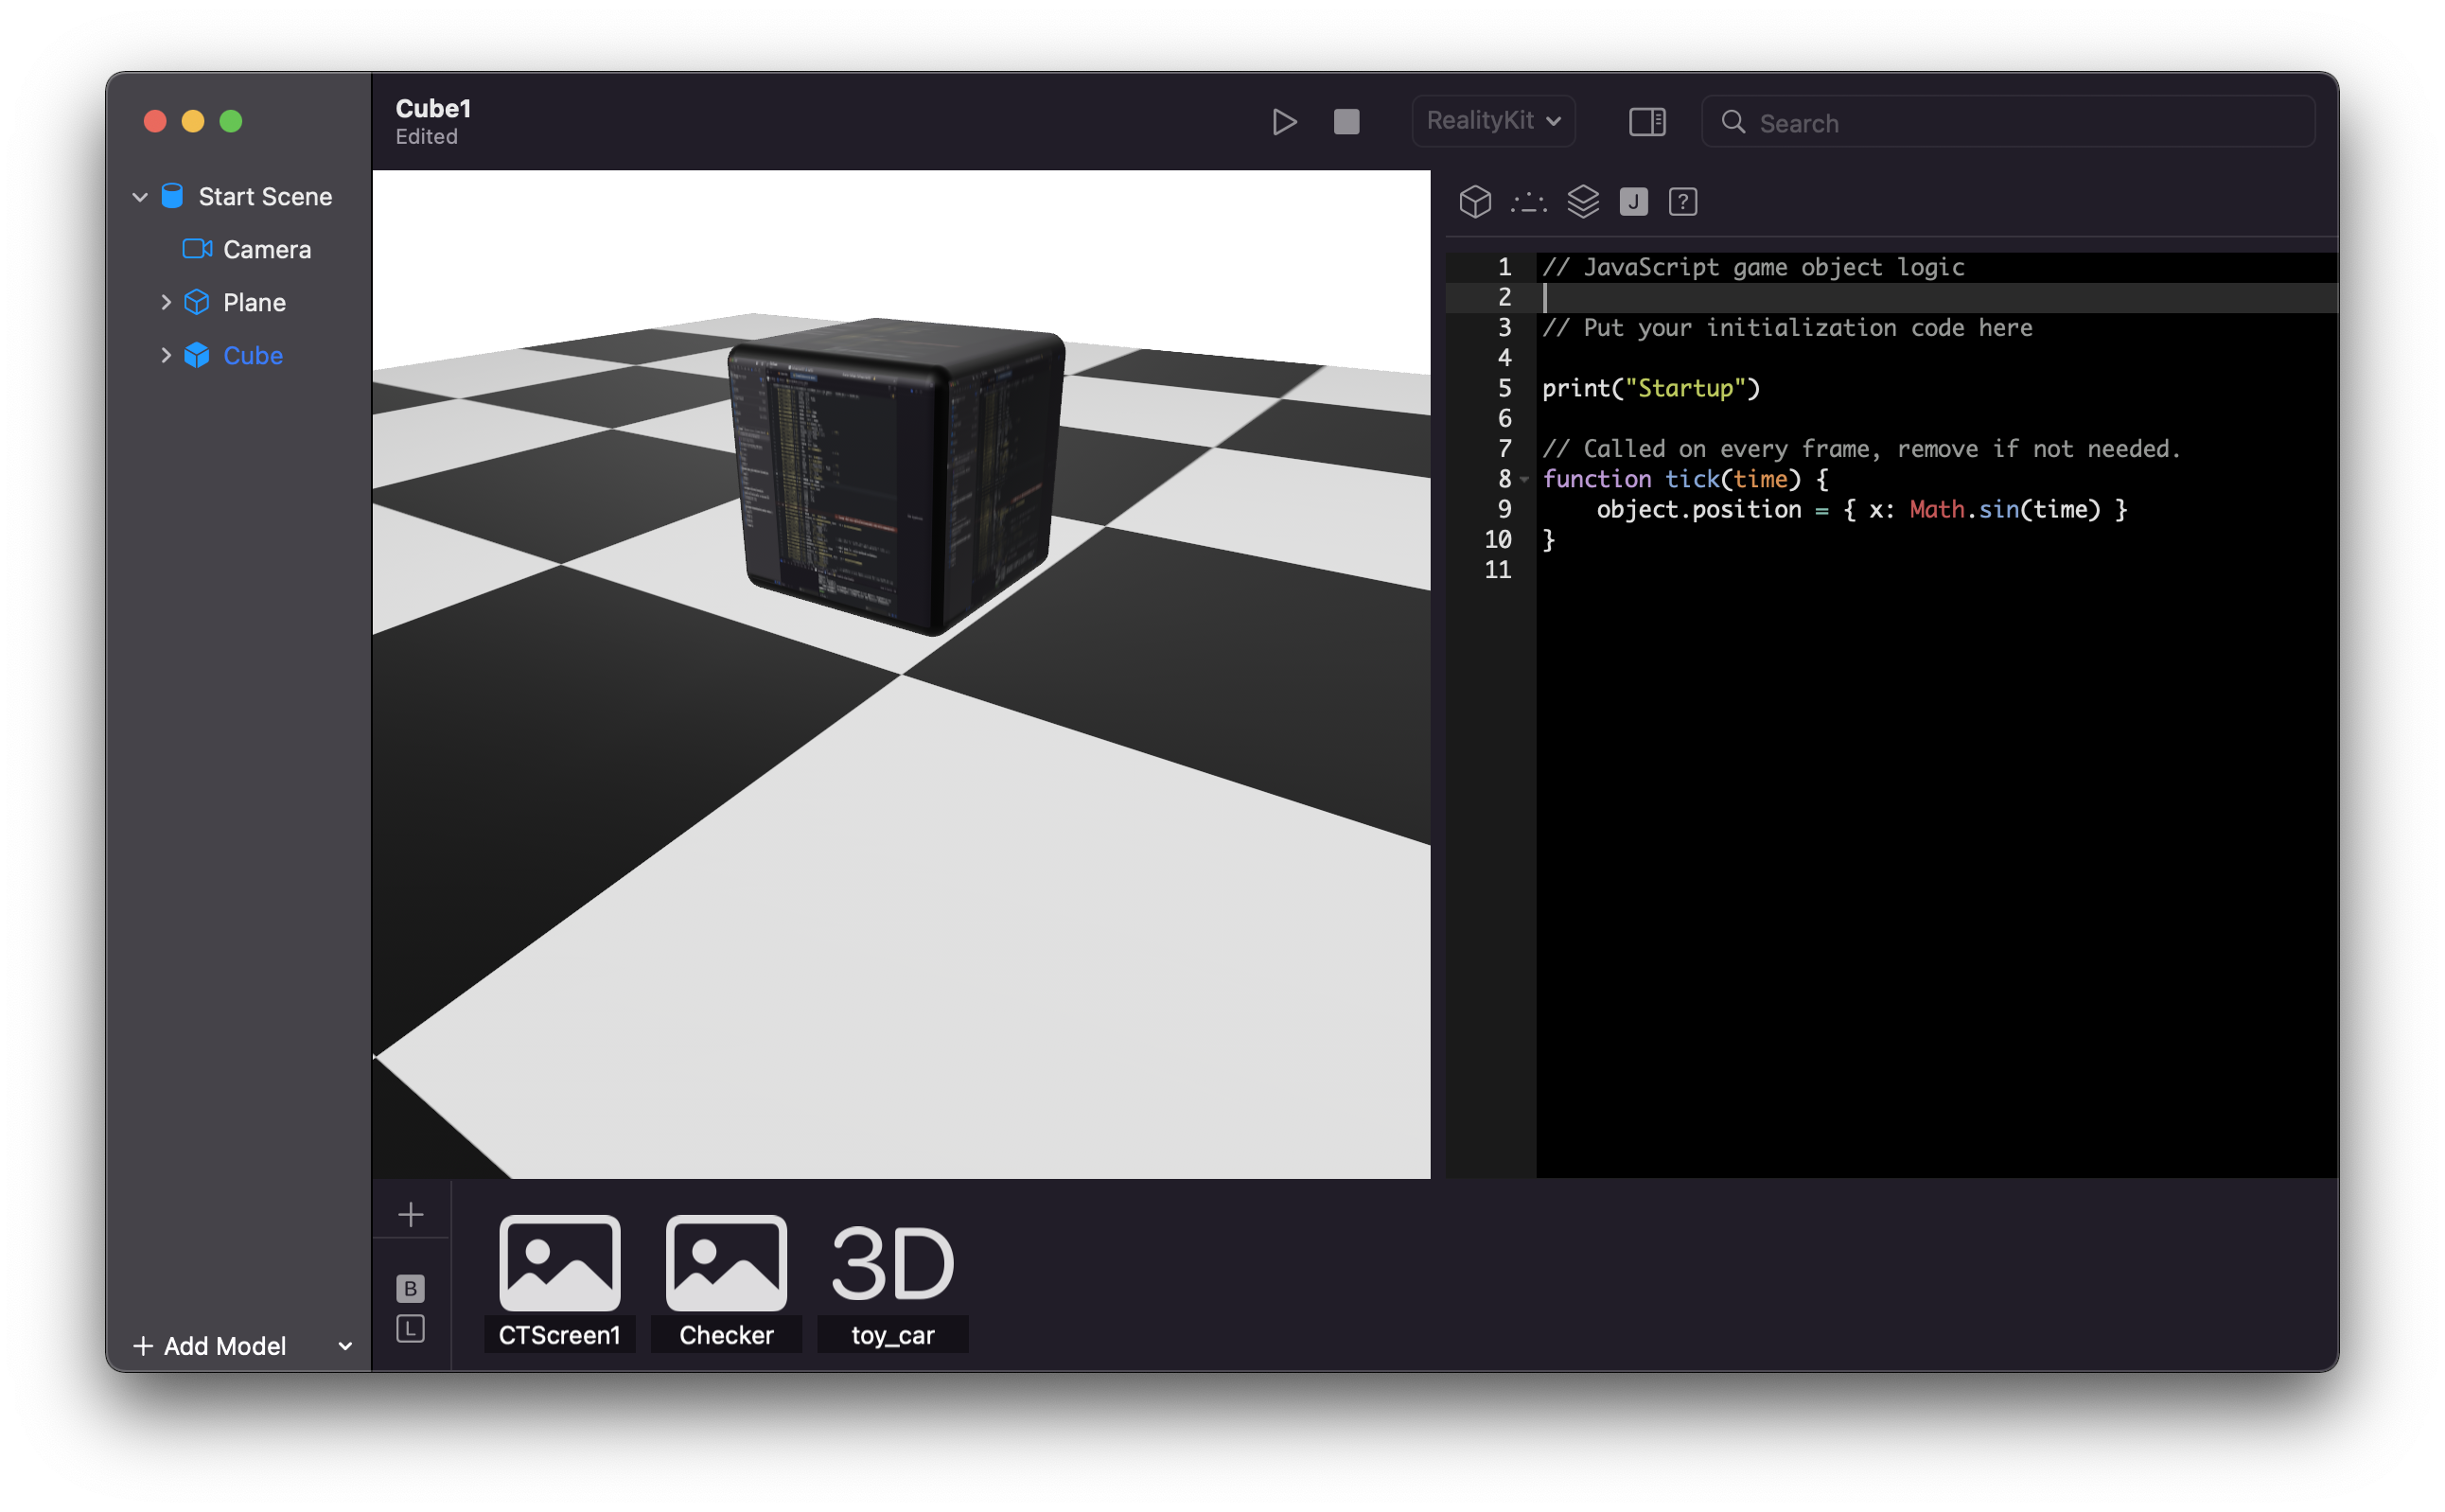 Cube1
Edited
RealityKit
Search
Start Scene
Camera
Plane
Cube
J
?
1 // JavaScript game object logic
2
3 // Put your initialization code here
4
5 print("Startup")
6
7 // Called on every frame, remove if not needed.
8 function tick(time) {
9     object.position = { x: Math.sin(time) }
10 }
11
B
L
3D
CTScreen1
Checker
toy_car
+ Add Model